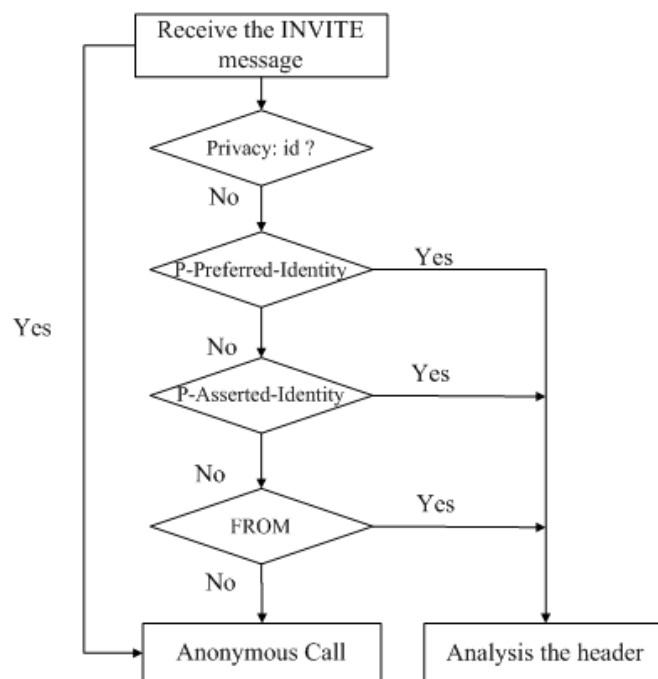 Receive the INVITE
message
Privacy: id ?
No
P-Preferred-Identity
Yes
Yes
No
P-Asserted-Identity
Yes
No
FROM
Yes
No
Anonymous Call
Analysis the header